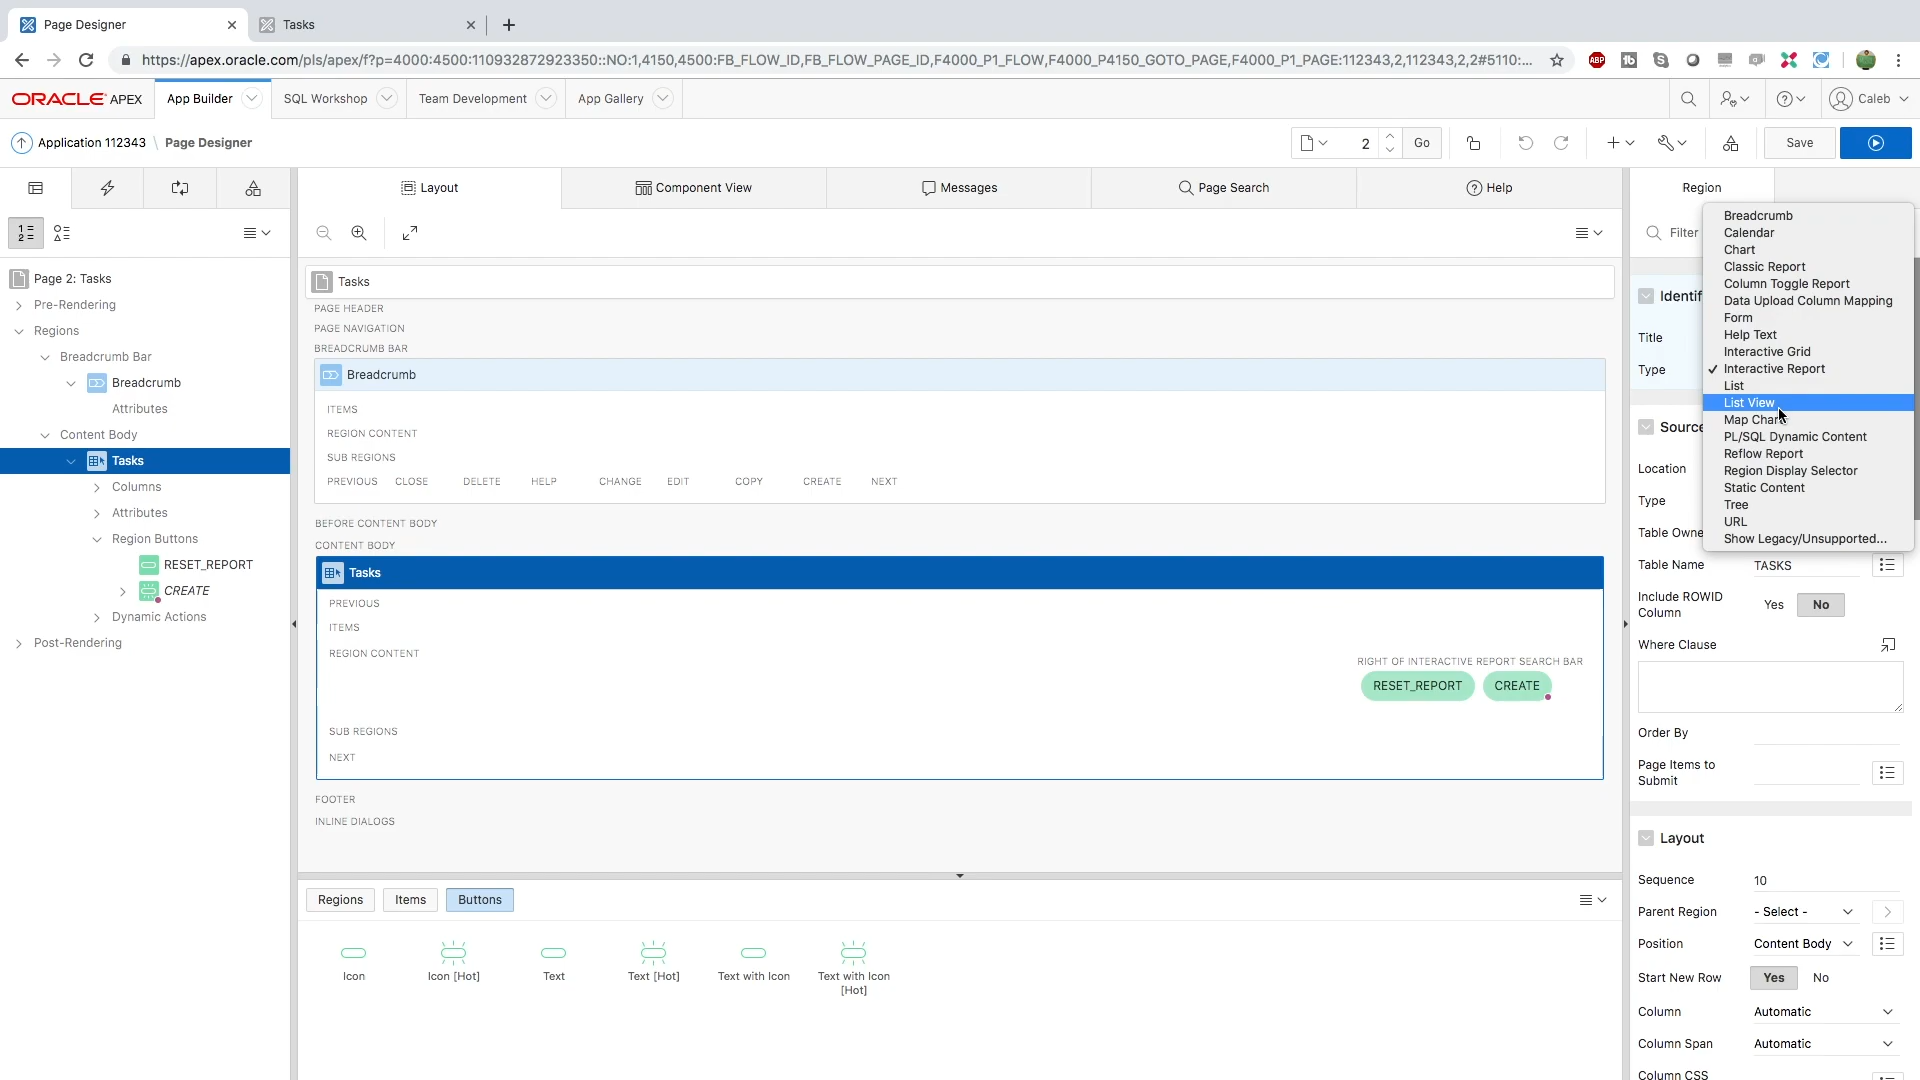 Page Designer
Tasks
https://apex.oracle.com/pls/apex/f?p=4000:4500:110932872923350::NO:1,4150,4500:FB_FLOW_ID,FB_FLOW_PAGE_ID,F4000_P1_FLOW,F4000_P4150_GOTO_PAGE,F4000_P1_PAGE:112343,2,112343,2,2#5110:...
ABP
ORACLE APEX
App Builder
SQL Workshop
Team Development
App Gallery
Caleb
Application 112343 \ Page Designer
2
Go
Save
Layout
Component View
Messages
Page Search
Help
Region
Page 2: Tasks
Pre-Rendering
Regions
Breadcrumb Bar
Breadcrumb
Attributes
Content Body
Tasks
Columns
Attributes
Region Buttons
RESET_REPORT
CREATE
Dynamic Actions
Post-Rendering
Tasks
PAGE HEADER
PAGE NAVIGATION
BREADCRUMB BAR
Breadcrumb
ITEMS
REGION CONTENT
SUB REGIONS
PREVIOUS CLOSE DELETE HELP CHANGE EDIT COPY CREATE NEXT
BEFORE CONTENT BODY
CONTENT BODY
Tasks
PREVIOUS
ITEMS
REGION CONTENT
RIGHT OF INTERACTIVE REPORT SEARCH BAR
RESET_REPORT
CREATE
SUB REGIONS
NEXT
FOOTER
INLINE DIALOGS
Regions
Items
Buttons
Icon
Icon [Hot]
Text
Text [Hot]
Text with Icon
Text with Icon
[Hot]
Filter
Title
Type
Breadcrumb
Calendar
Chart
Classic Report
Column Toggle Report
Data Upload Column Mapping
Form
Help Text
Interactive Grid
✓ Interactive Report
List
List View
Map Chart
PL/SQL Dynamic Content
Reflow Report
Region Display Selector
Static Content
Tree
URL
Show Legacy/Unsupported...
Source
Location
Type
Table Owne
Table Name
TASKS
Include ROWID
Column
Yes
No
Where Clause
Order By
Page Items to
Submit
Layout
Sequence
10
Parent Region
- Select -
Position
Content Body
Start New Row
Yes
No
Column
Automatic
Column Span
Automatic
Column CSS